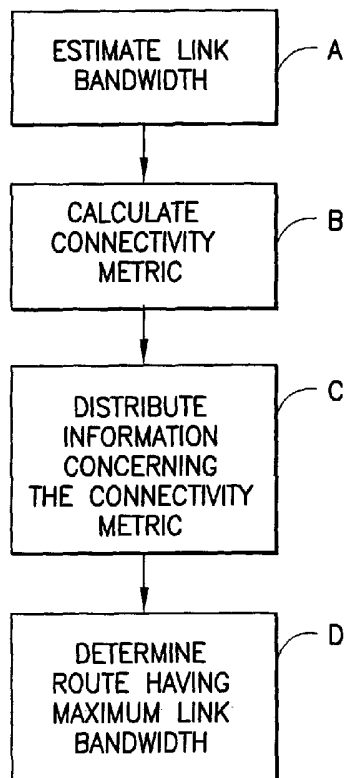 ESTIMATE LINK
BANDWIDTH
A
CALCULATE
CONNECTIVITY
METRIC
B
DISTRIBUTE
INFORMATION
CONCERNING
THE CONNECTIVITY
METRIC
C
DETERMINE
ROUTE HAVING
MAXIMUM LINK
BANDWIDTH
D